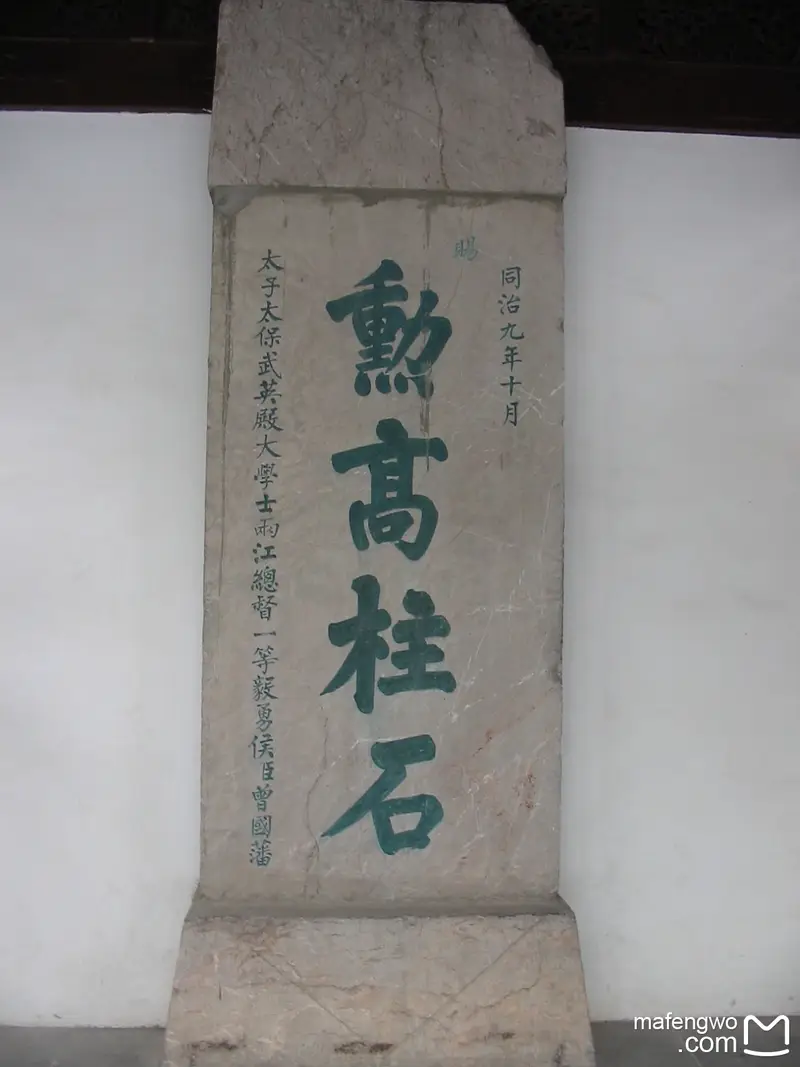 同治九年十月
賜
勳高柱石
太子太保武英殿大學士兩江總督一等毅勇侯臣曾國藩
mafengwo
.com